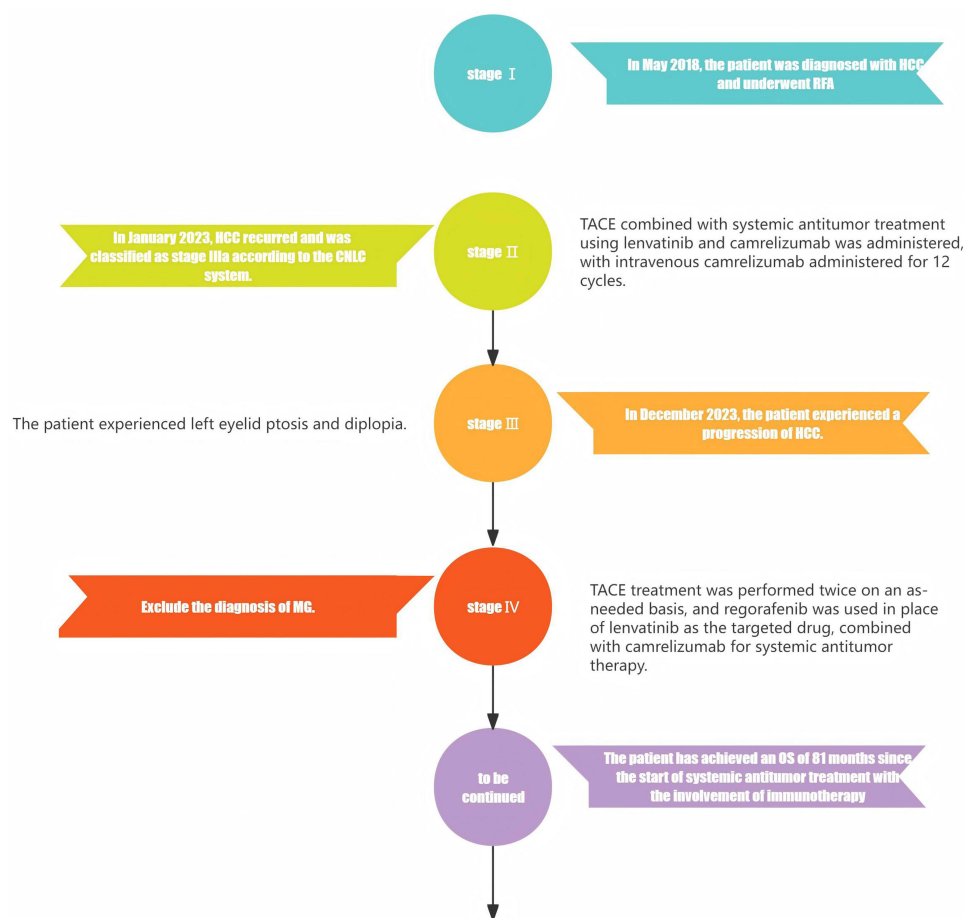 stage Ⅰ
In May 2018, the patient was diagnosed with HCC
and underwent RFA
In January 2023, HCC recurred and was
classified as stage IIIa according to the CNLC
system.
stage Ⅱ
TACE combined with systemic antitumor treatment
using lenvatinib and camrelizumab was administered,
with intravenous camrelizumab administered for 12
cycles.
The patient experienced left eyelid ptosis and diplopia.
stage Ⅲ
In December 2023, the patient experienced a
progression of HCC.
Exclude the diagnosis of MG.
stage Ⅳ
TACE treatment was performed twice on an as-
needed basis, and regorafenib was used in place
of lenvatinib as the targeted drug, combined
with camrelizumab for systemic antitumor
therapy.
to be
continued
The patient has achieved an OS of 81 months since
the start of systemic antitumor treatment with
the involvement of immunotherapy